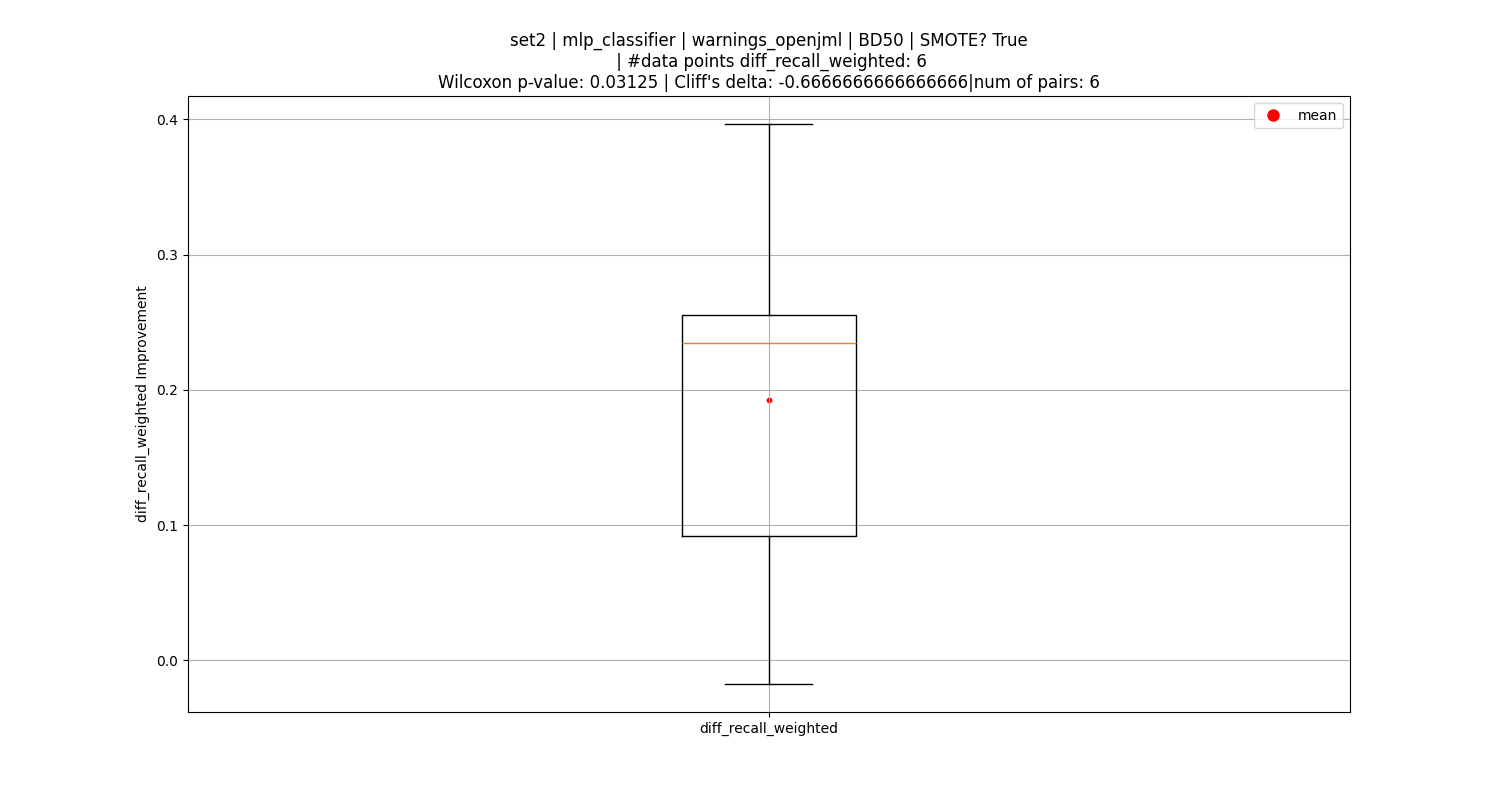 set2 | mlp_classifier | warnings_openjml | BD50 | SMOTE? True
| #data points diff_recall_weighted: 6
Wilcoxon p-value: 0.03125 | Cliff's delta: -0.6666666666666666|num of pairs: 6
mean
0.4
0.3
0.2
0.1
0.0
diff_recall_weighted Improvement
diff_recall_weighted